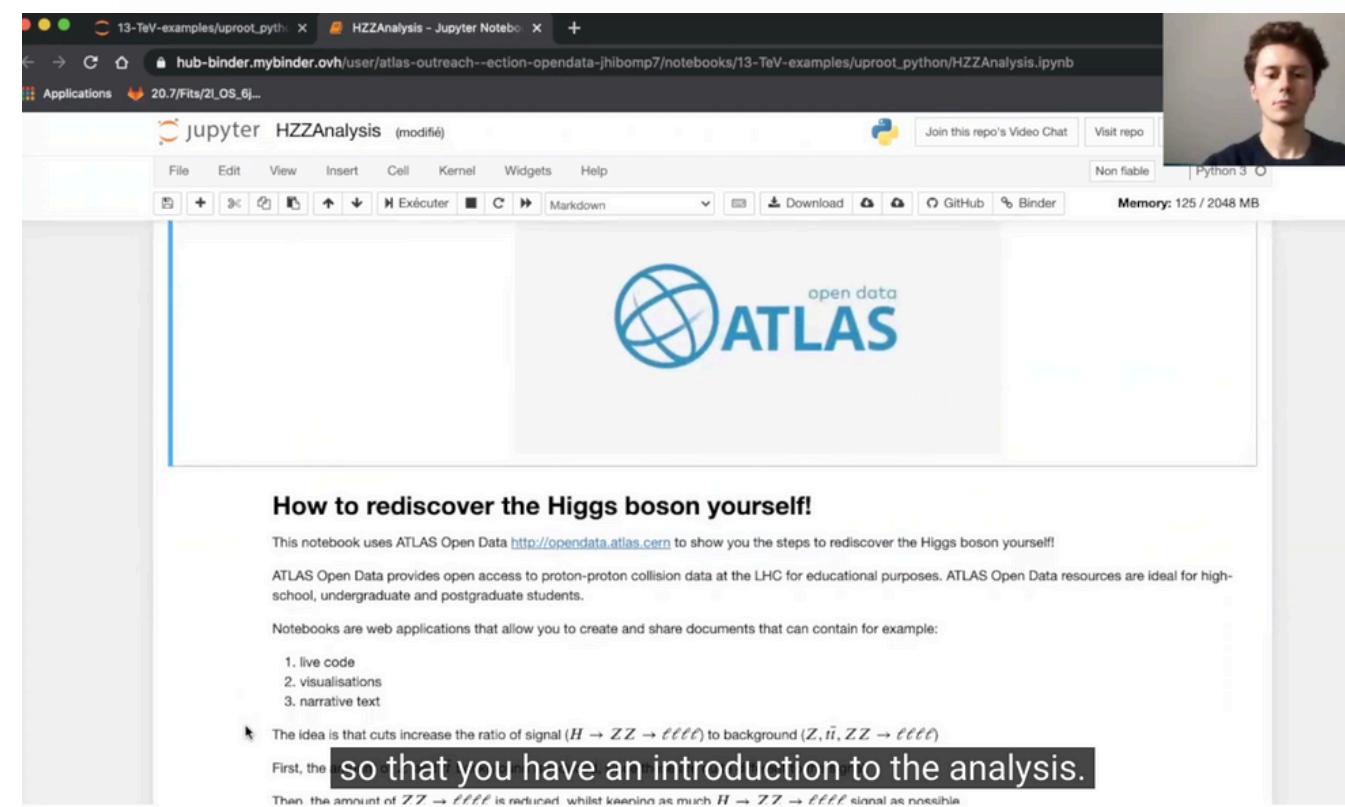 13-TeV-examples/uproot_pyth
HZZAnalysis - Jupyter Notebo
hub-binder.mybinder.ovh/user/atlas-outreach--ection-opendata-jhibomp7/notebooks/13-TeV-examples/uproot_python/HZZAnalysis.ipynb
Applications 20.7/Fits/2l_OS_6j...
jupyter HZZAnalysis (modifié) Join this repo's Video Chat Visit repo
File Edit View Insert Cell Kernel Widgets Help Non fiable Python 3
Exécuter Markdown Download GitHub Binder Memory: 125 / 2048 MB
open data
ATLAS
How to rediscover the Higgs boson yourself!
This notebook uses ATLAS Open Data http://opendata.atlas.cern to show you the steps to rediscover the Higgs boson yourself!
ATLAS Open Data provides open access to proton-proton collision data at the LHC for educational purposes. ATLAS Open Data resources are ideal for high-
school, undergraduate and postgraduate students.
Notebooks are web applications that allow you to create and share documents that can contain for example:
1. live code
2. visualisations
3. narrative text
The idea is that cuts increase the ratio of signal (H → ZZ → ℓℓℓℓ) to background (Z, tt̄, ZZ → ℓℓℓℓ)
First, the
so that you have an introduction to the analysis.
Then, the amount of ZZ → ℓℓℓℓ is reduced, whilst keeping as much H → ZZ → ℓℓℓℓ signal as possible